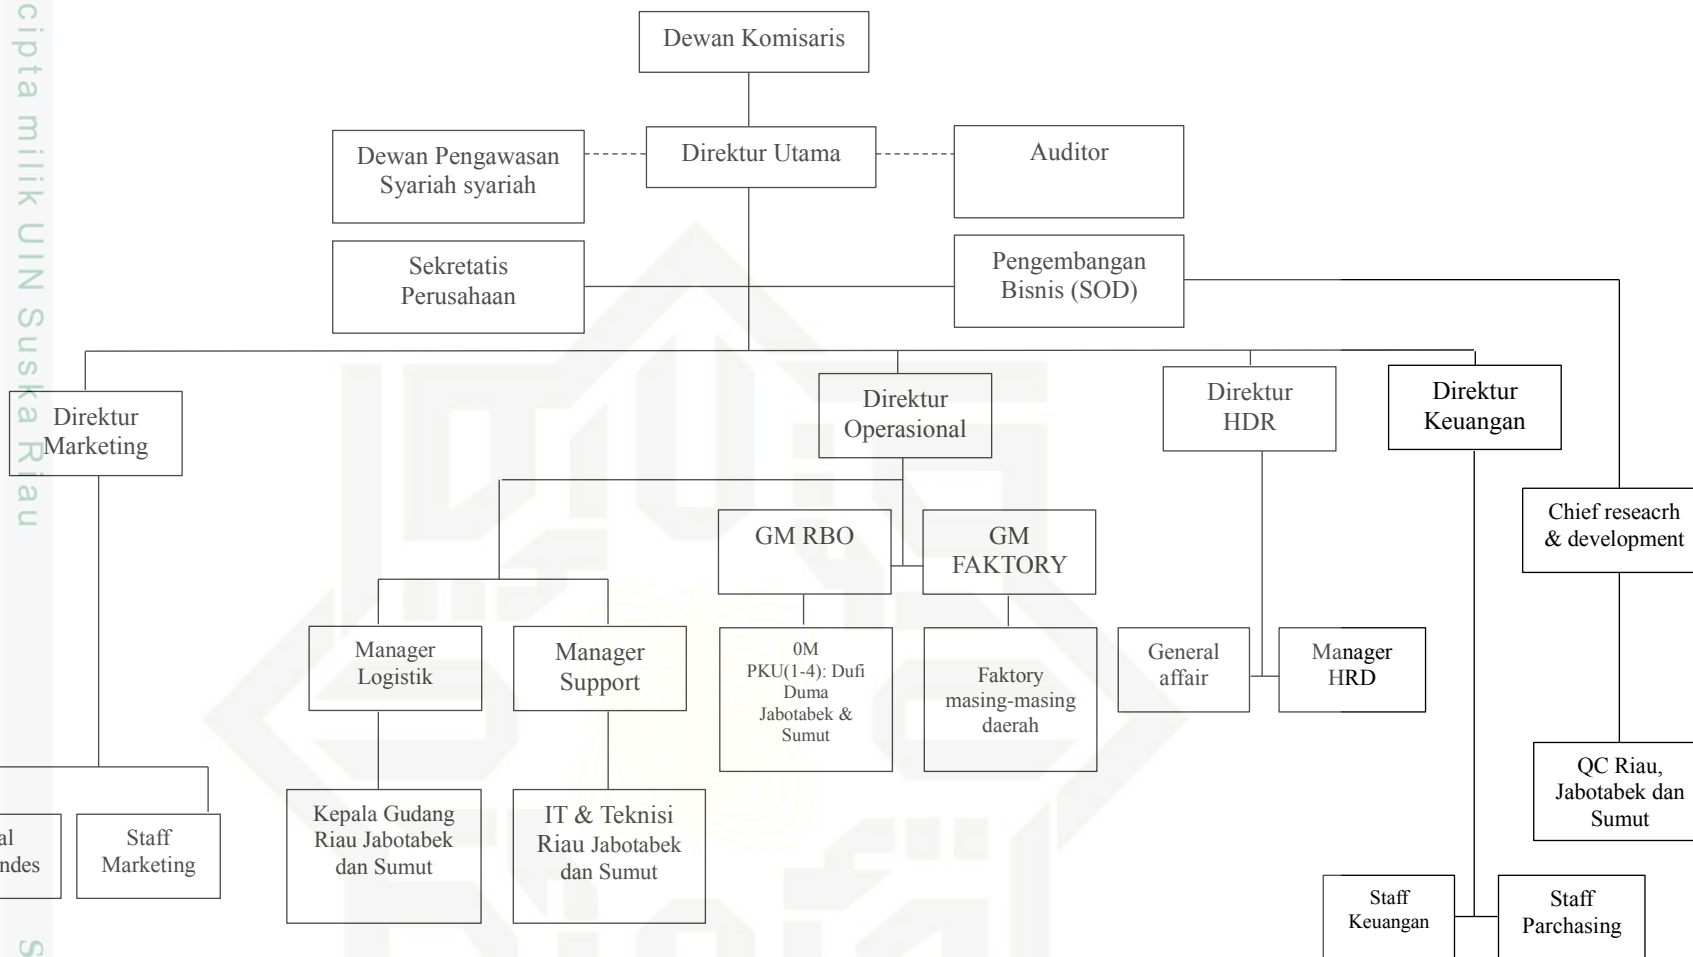 cipta milik UIN Suska Riau
S
Dewan Komisaris
Dewan Pengawasan
Syariah syariah
Direktur Utama
Auditor
Sekretatis
Perusahaan
Pengembangan
Bisnis (SOD)
Direktur
Marketing
Direktur
Operasional
Direktur
HDR
Direktur
Keuangan
Chief reseacrh
& development
GM RBO
GM
FAKTORY
Manager
Logistik
Manager
Support
0M
PKU(1-4): Dufi
Duma
Jabotabek &
Sumut
Faktory
masing-masing
daerah
General
affair
Manager
HRD
QC Riau,
Jabotabek dan
Sumut
al
ndes
Staff
Marketing
Kepala Gudang
Riau Jabotabek
dan Sumut
IT & Teknisi
Riau Jabotabek
dan Sumut
Staff
Keuangan
Staff
Parchasing